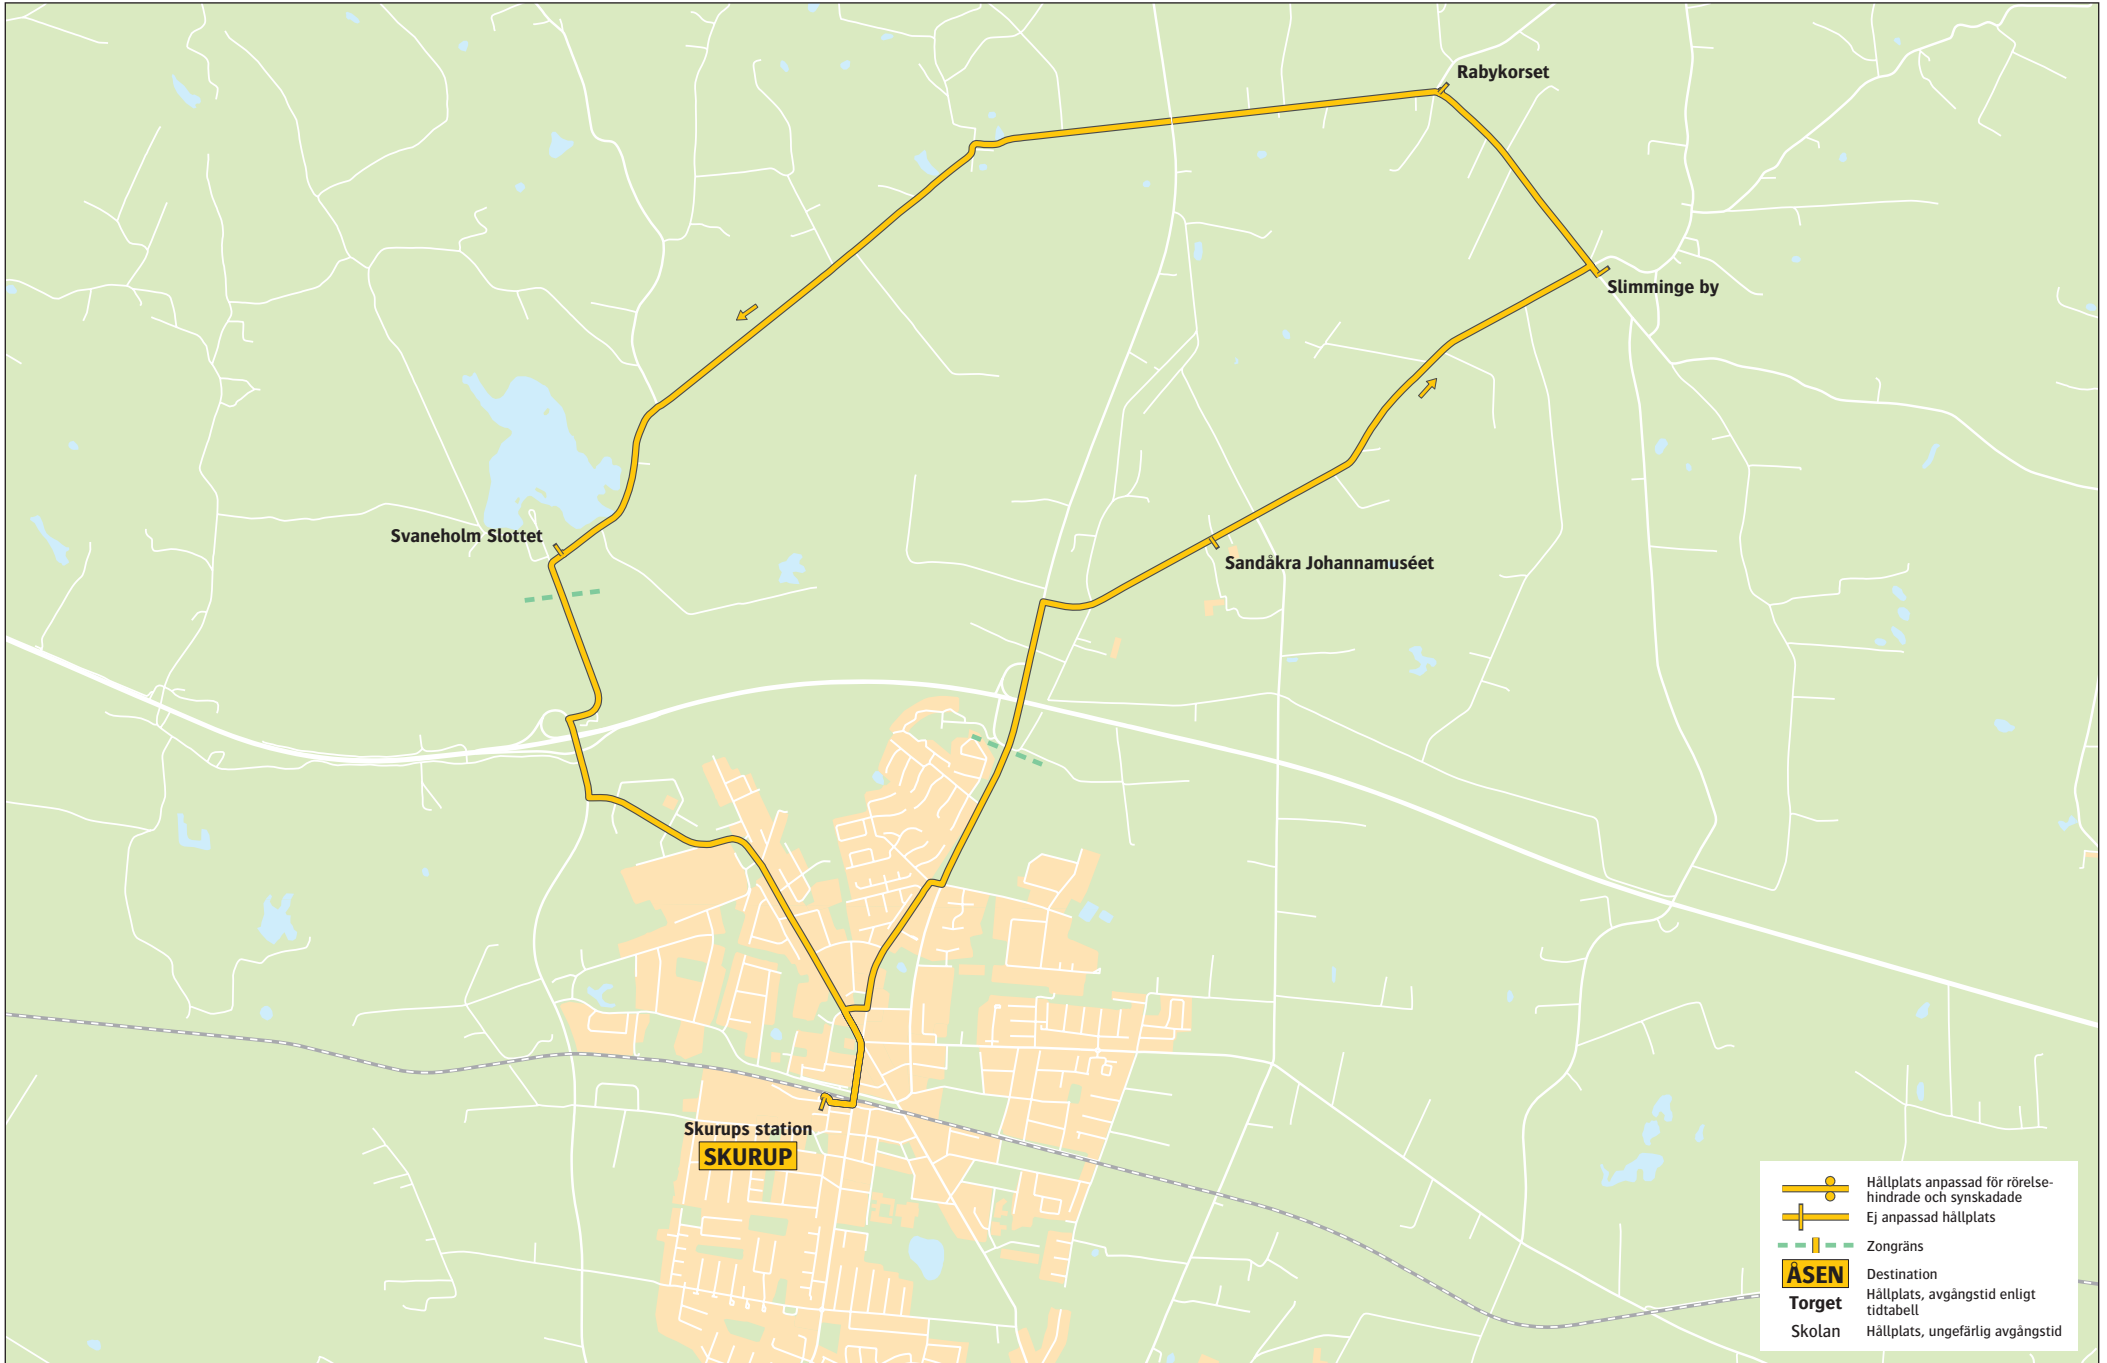 Rabykorset
Slimminge by
Svaneholm Slottet
Sandåkra Johannamuséet
Skurups station
SKURUP
Hållplats anpassad för rörelse-
hindrade och synskadade
Ej anpassad hållplats
Zongräns
ÅSEN Destination
Torget Hållplats, avgångstid enligt
tidtabell
Skolan Hållplats, ungefärlig avgångstid